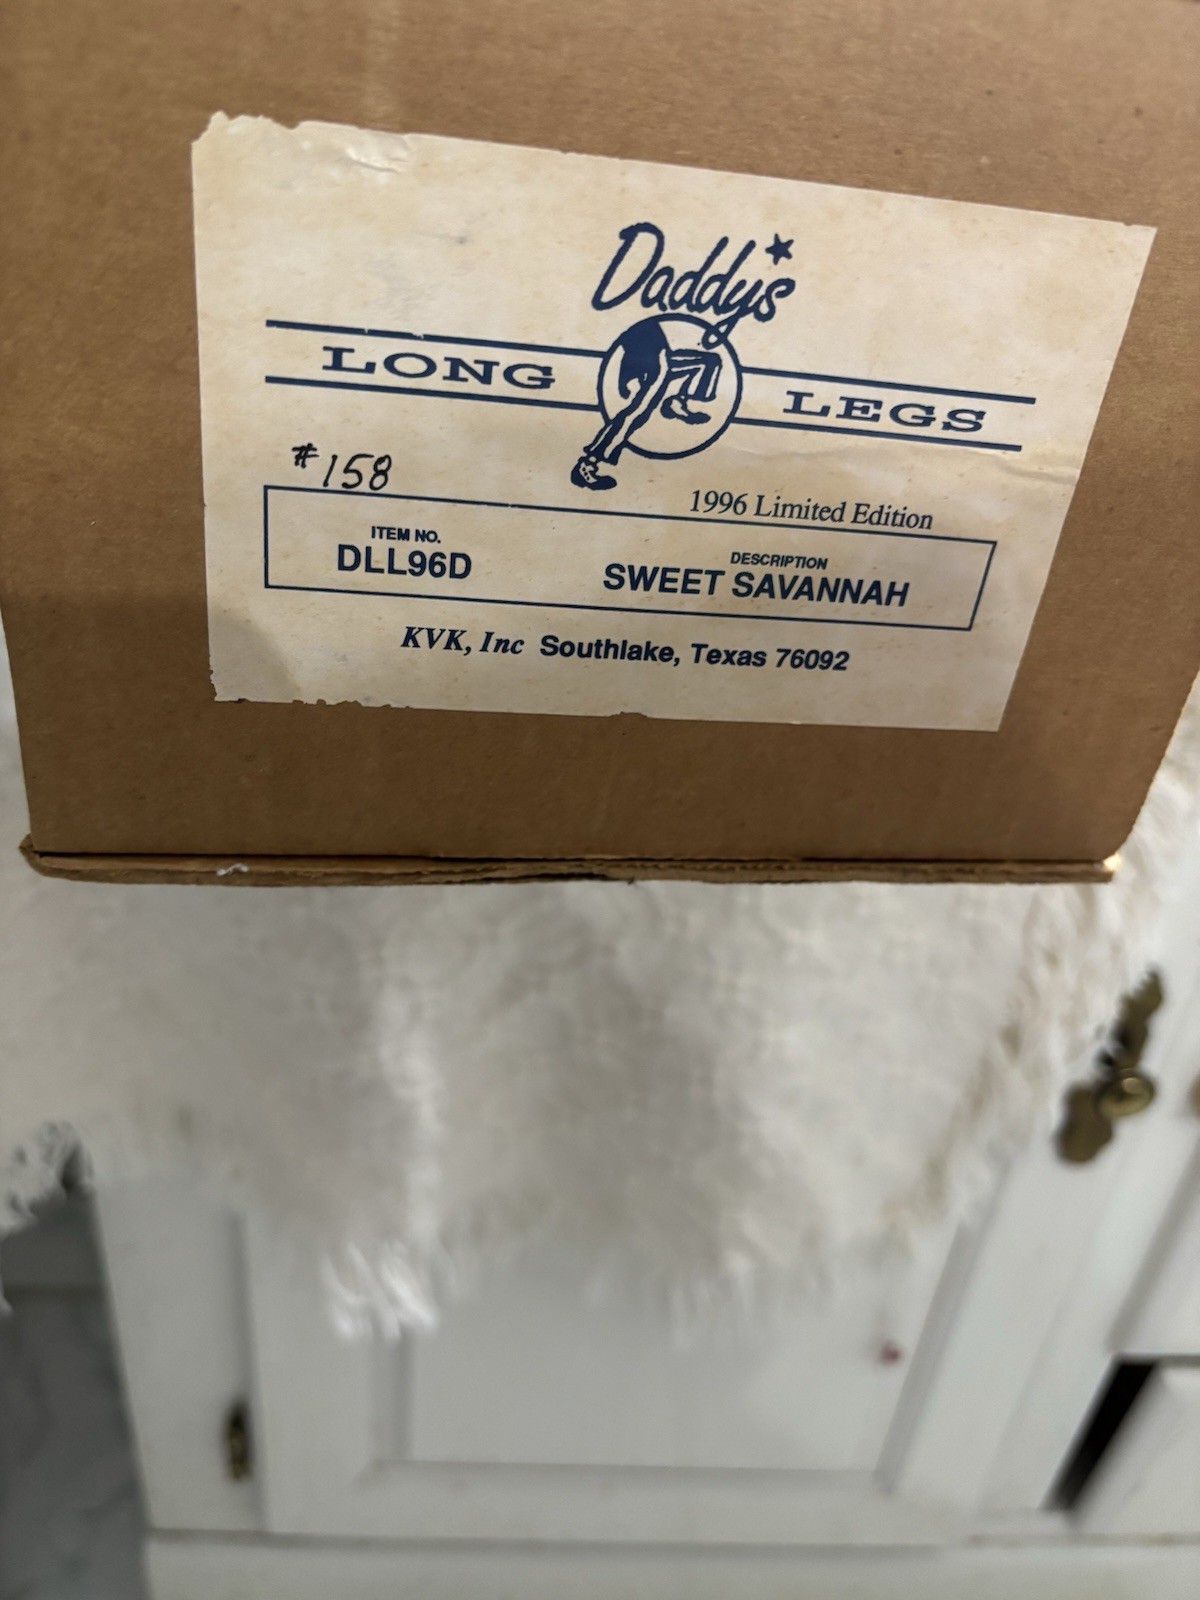 Daddy's
LONG LEGS
#158
1996 Limited Edition
ITEM NO.
DLL96D
DESCRIPTION
SWEET SAVANNAH
KVK, Inc Southlake, Texas 76092